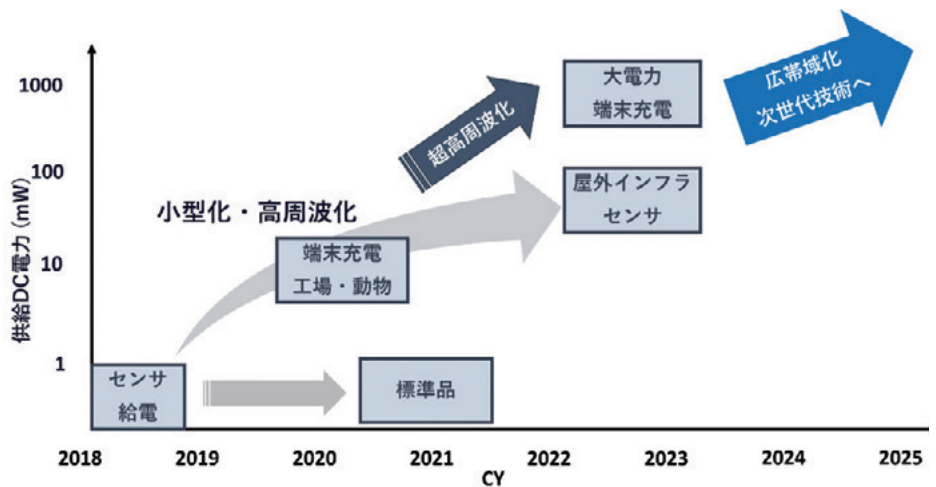 1000
大電力
端末充電
広帯域化
次世代技術へ
超高周波化
100
屋外インフラ
センサ
小型化・高周波化
供給DC電力 (mW)
10
端末充電
工場・動物
1
センサ
給電
標準品
2018
2019
2020
2021
2022
2023
2024
2025
CY